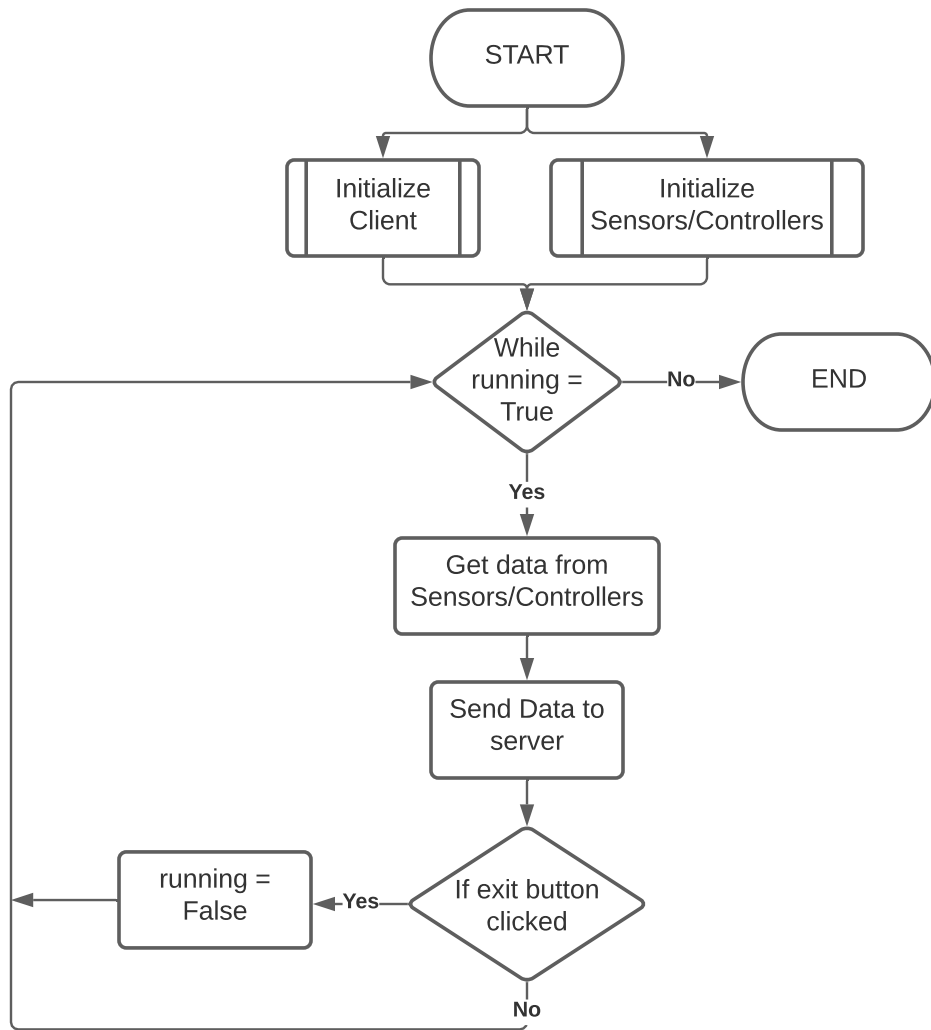 START
Initialize
Client
Initialize
Sensors/Controllers
While
running =
True
No
END
Yes
Get data from
Sensors/Controllers
Send Data to
server
If exit button
clicked
Yes
running =
False
No